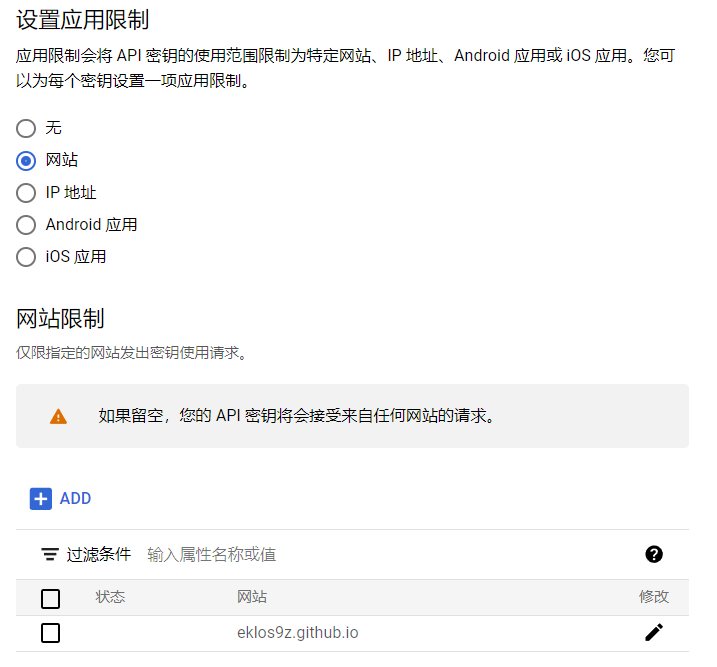 设置应用限制
应用限制会将 API 密钥的使用范围限制为特定网站、IP 地址、Android 应用或 iOS 应用。您可
以为每个密钥设置一项应用限制。
无
网站
IP 地址
Android 应用
iOS 应用
网站限制
仅限指定的网站发出密钥使用请求。
如果留空，您的 API 密钥将会接受来自任何网站的请求。
ADD
过滤条件 输入属性名称或值
状态 网站 修改
eklos9z.github.io